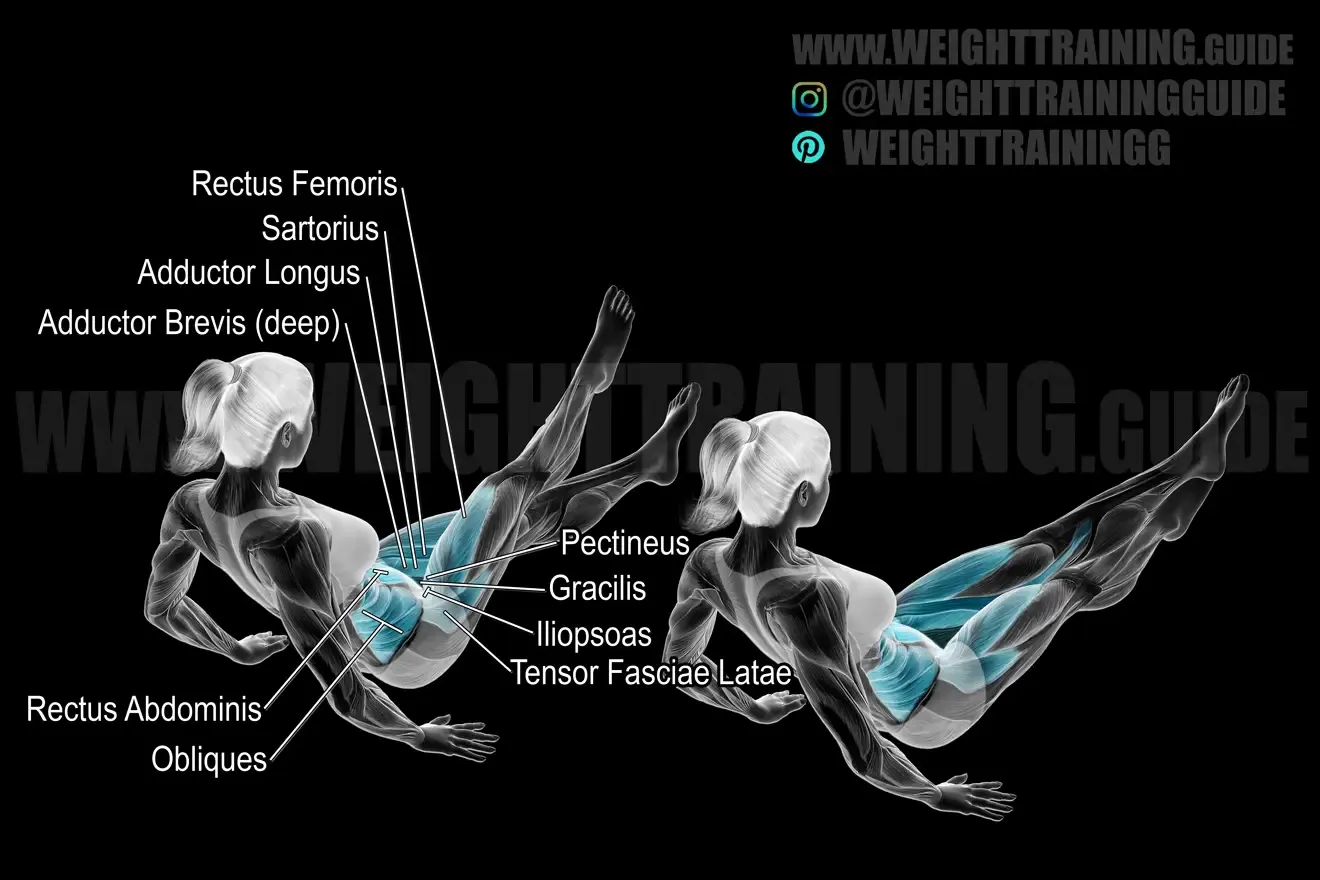 WWW.WEIGHTTRAINING.GUIDE
@WEIGHTTRAININGGUIDE
WEIGHTTRAININGG
Rectus Femoris
Sartorius
Adductor Longus
Adductor Brevis (deep)
WWW.WEIGHTTRAINING.GUIDE
Pectineus
Gracilis
Iliopsoas
Tensor Fasciae Latae
Rectus Abdominis
Obliques